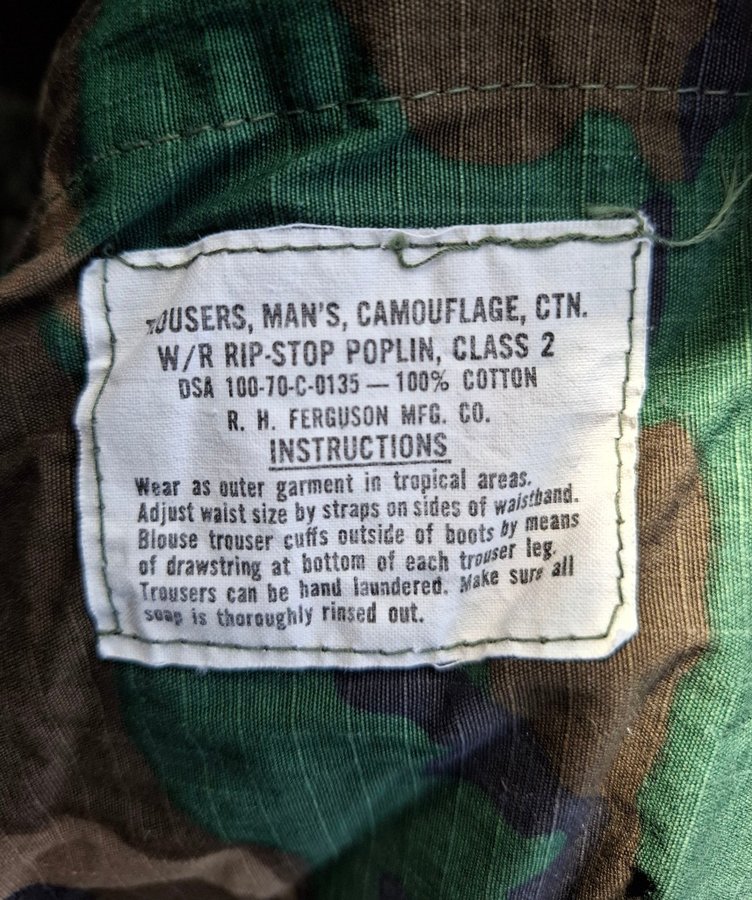 TROUSERS, MAN'S, CAMOUFLAGE, CTN.
W/R RIP-STOP POPLIN, CLASS 2
DSA 100-70-C-0135 — 100% COTTON
R. H. FERGUSON MFG. CO.
INSTRUCTIONS
Wear as outer garment in tropical areas.
Adjust waist size by straps on sides of waistband.
Blouse trouser cuffs outside of boots by means
of drawstring at bottom of each trouser leg.
Trousers can be hand laundered. Make sure all
soap is thoroughly rinsed out.